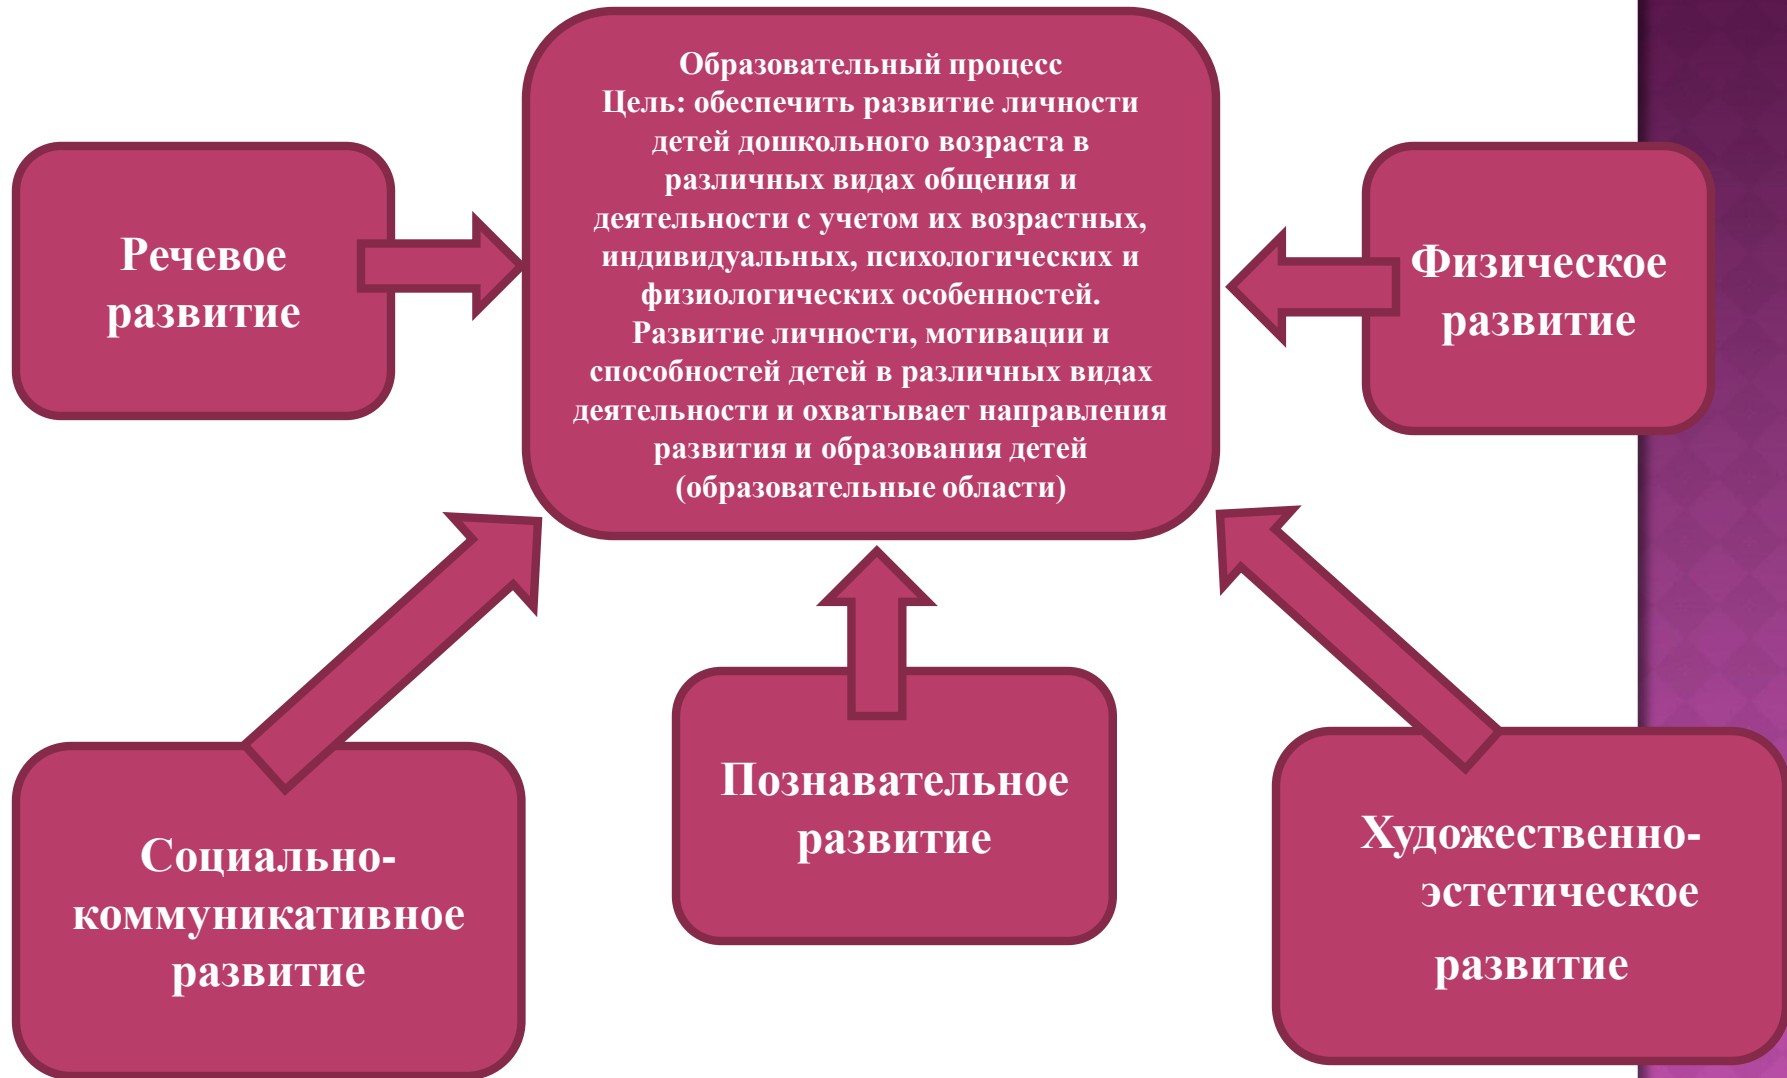 Образовательный процесс
Цель: обеспечить развитие личности
детей дошкольного возраста в
различных видах общения и
деятельности с учетом их возрастных,
индивидуальных, психологических и
физиологических особенностей.
Развитие личности, мотивации и
способностей детей в различных видах
деятельности и охватывает направления
развития и образования детей
(образовательные области)
Речевое
развитие
Физическое
развитие
Социально-
коммуникативное
развитие
Познавательное
развитие
Художественно-
эстетическое
развитие